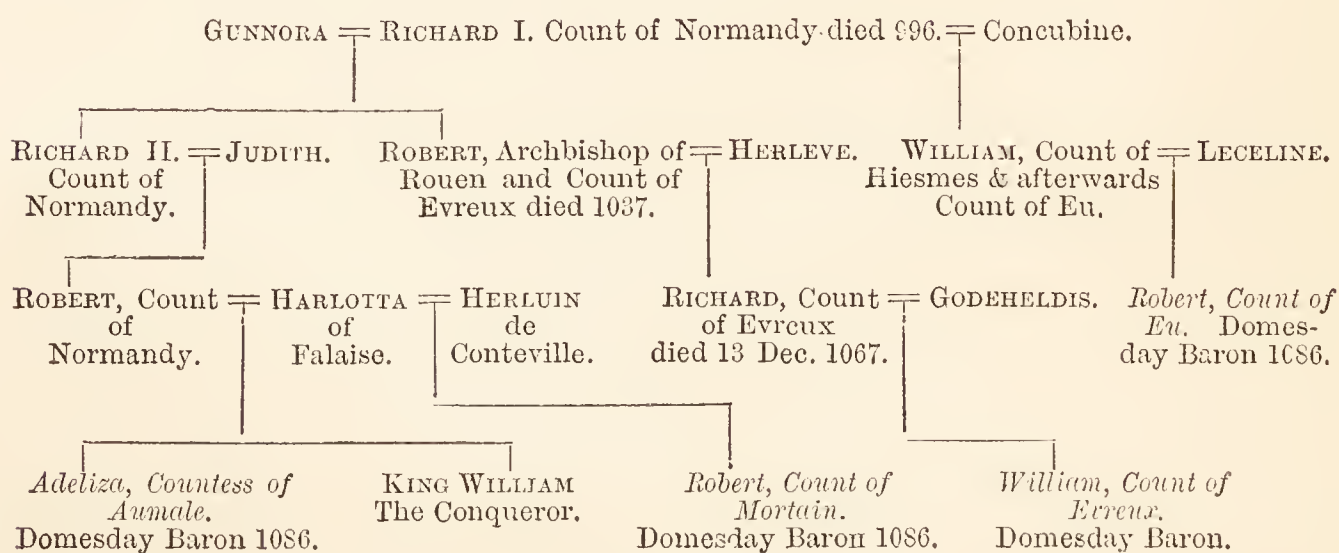 GUNNORA = RICHARD I. Count of Normandy died 996. = Concubine.
RICHARD II. = JUDITH.
Count of
Normandy.
ROBERT, Archbishop of = HERLEVE.
Rouen and Count of
Evreux died 1037.
WILLIAM, Count of = LECELINE.
Hiesmes & afterwards
Count of Eu.
ROBERT, Count = HARLOTTA = HERLUIN
of
Normandy.
of
Falaise.
de
Conteville.
RICHARD, Count = GODEHELDIS.
of Evreux
died 13 Dec. 1067.
Robert, Count of
Eu. Domes-
day Baron 1086.
Adeliza, Countess of
Aumale.
Domesday Baron 1086.
KING WILLIAM
The Conqueror.
Robert, Count of
Mortain.
Domesday Baron 1086.
William, Count of
Evreux.
Domesday Baron.